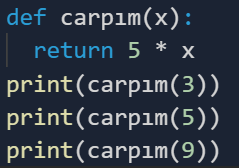 def carpım(x):
  return 5 * x
print(carpım(3))
print(carpım(5))
print(carpım(9))